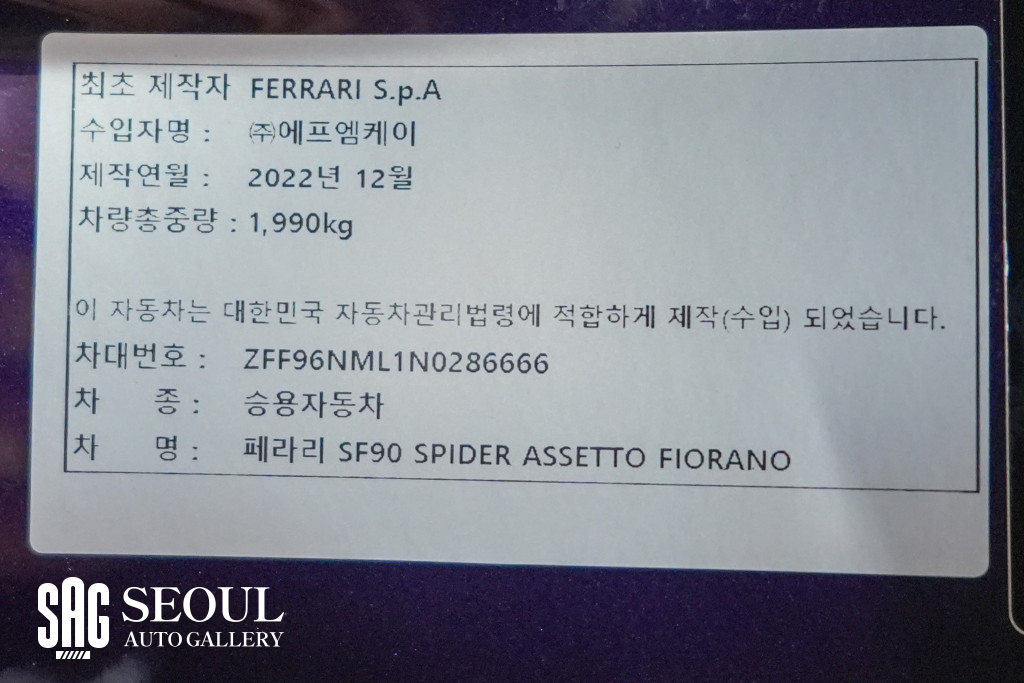 최초 제작자 FERRARI S.p.A
수입자명 : ㈜에프엠케이
제작연월 : 2022년 12월
차량총중량 : 1,990kg
이 자동차는 대한민국 자동차관리법령에 적합하게 제작(수입) 되었습니다.
차대번호 : ZFF96NML1N0286666
차 종 : 승용자동차
차 명 : 페라리 SF90 SPIDER ASSETTO FIORANO
SAG SEOUL
AUTO GALLERY